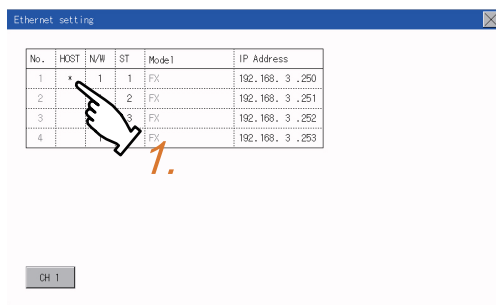 Ethernet setting
No. HOST N/W ST Model IP Address
1 * 1 1 FX 192.168. 3 .250
2 2 FX 192.168. 3 .251
3 3 FX 192.168. 3 .252
4 FX 192.168. 3 .253
1.
CH 1